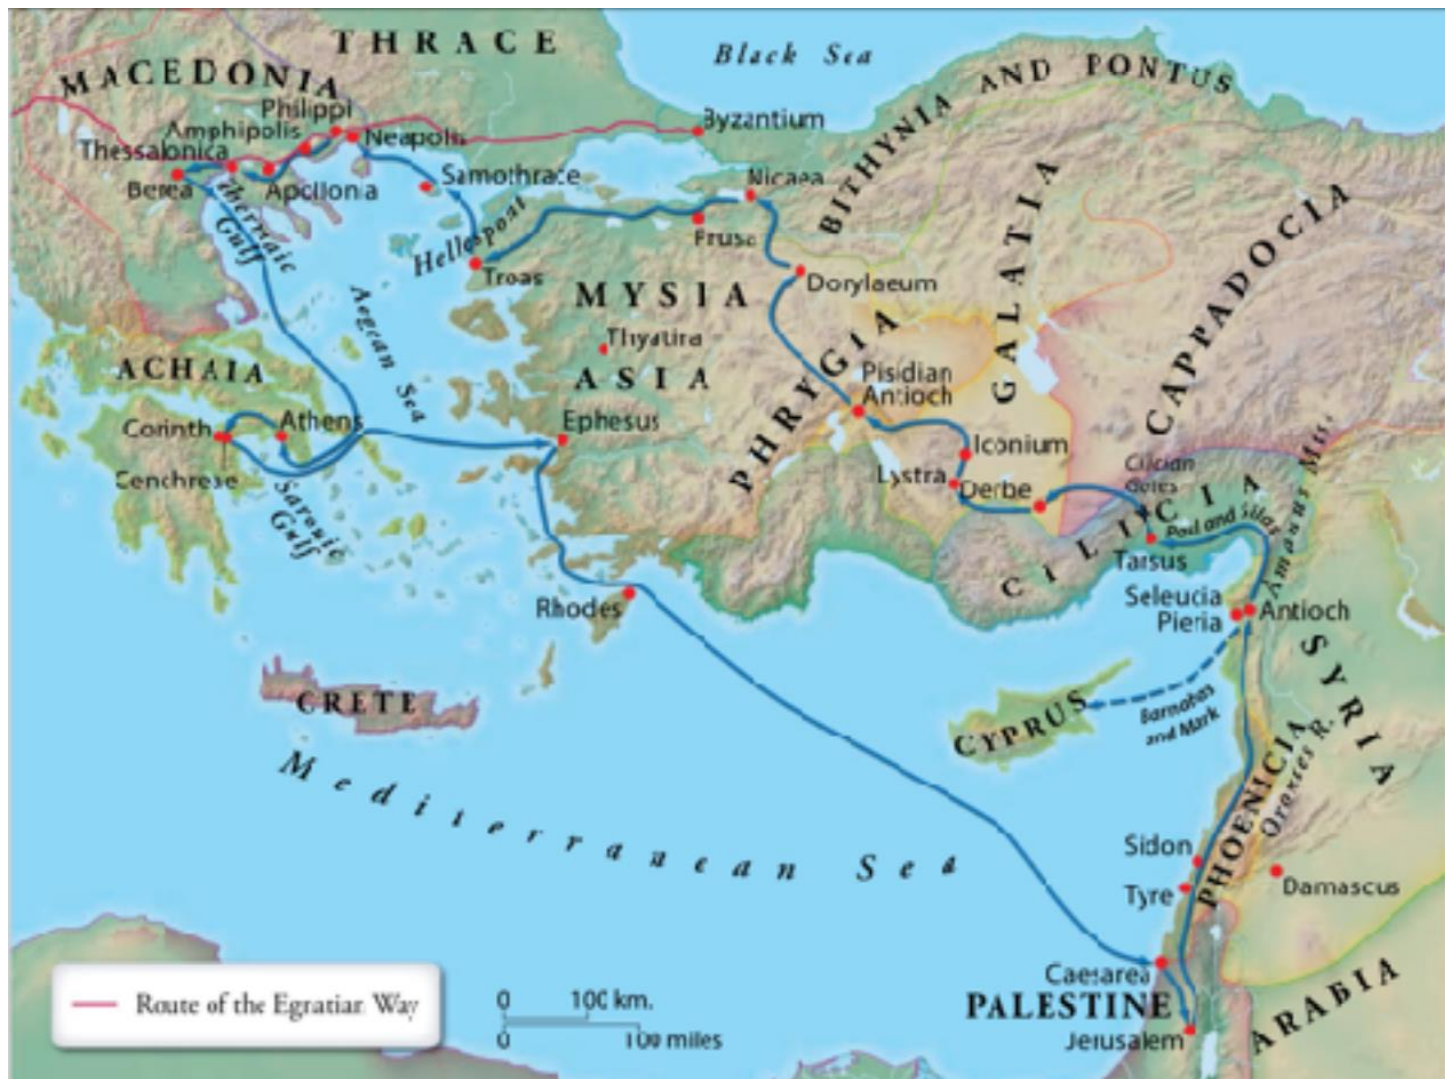 THRACE
Black Sea
MACEDONIA
BITHYNIA AND PONTUS
Philippi
Amphipolis
Neapolis
Byzantium
Thessalonica
Berea
Apollonia
Samothrace
Nicaea
Hellespont
Prusa
Troas
Dorylaeum
Gulf
MYSIA
Aegean Sea
Thyatira
ASIA
GALATIA
CAPPADOCIA
PHRYGIA
ACHAIA
Pisidian
Antioch
Corinth
Athens
Ephesus
Iconium
Cenchreae
Lystra
Derbe
Cilician
Gates
Saronic
Gulf
CILICIA
Paul and Silas
Amanus Mts.
Tarsus
Rhodes
Seleucia
Pieria
Antioch
SYRIA
CRETE
CYPRUS
Barnabas
and Mark
Mediterranean Sea
PHOENICIA
Orontes R.
Sidon
Tyre
Damascus
Caesarea
PALESTINE
Jerusalem
ARABIA
Route of the Egnatian Way
0 100 km.
0 100 miles